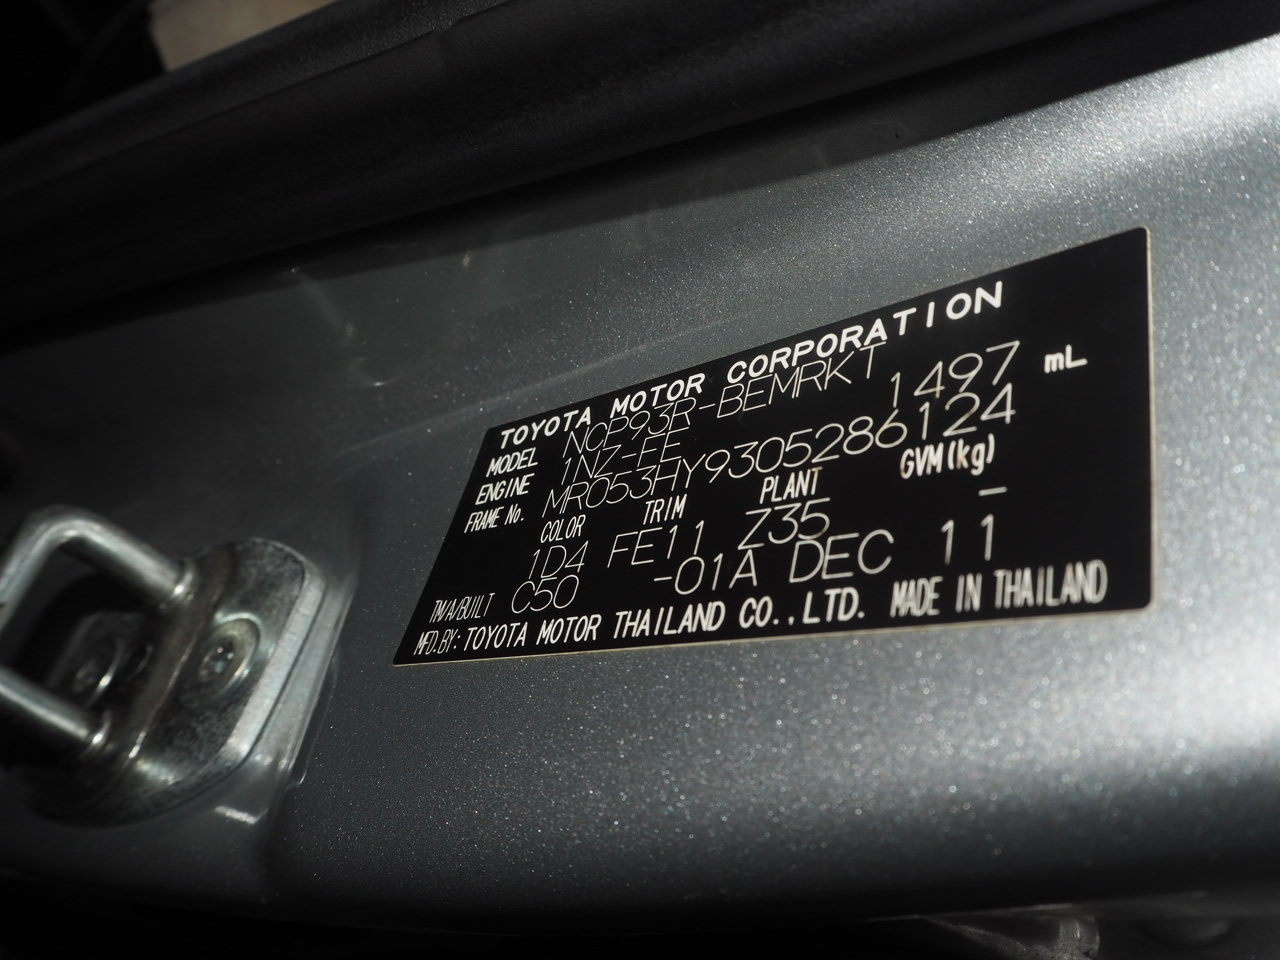 TOYOTA MOTOR CORPORATION
MODEL NCP93R-BEMRKT
ENGINE 1NZ-FE 1497 mL
FRAME No. MR053HY9305286124
COLOR TRIM PLANT GVM(kg)
1D4 FE11 Z35 –
TM/A/BUILT C50 -01A DEC 11
MFD.BY: TOYOTA MOTOR THAILAND CO.,LTD. MADE IN THAILAND